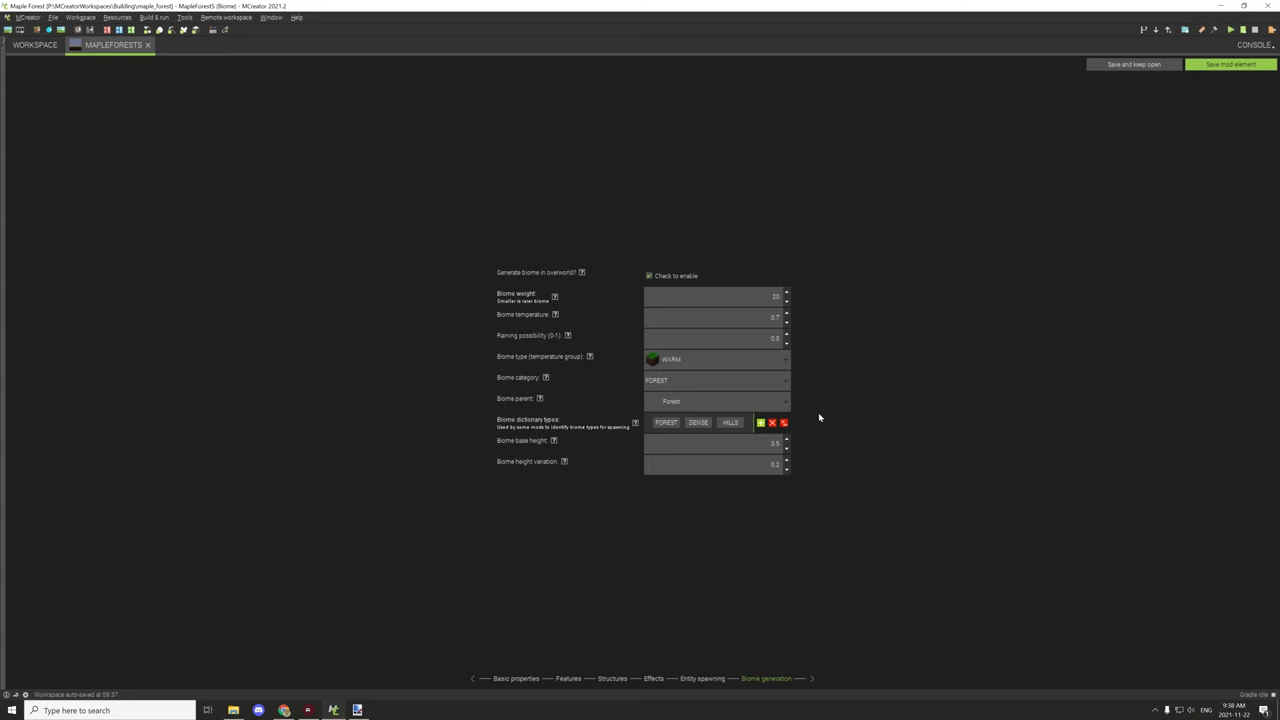 Maple Forest [P:\MCreatorWorkspaces\Building\maple_forest] - MapleForestS (Biome) - MCreator 2021.2
MCreator File Workspace Resources Build & run Tools Remote workspace Window Help
WORKSPACE MAPLEFORESTS CONSOLE
Save and keep open Save mod element
Generate biome in overworld? ? Check to enable
Biome weight: ? 20
Smaller is rarer biome
Biome temperature: ? 0.7
Raining possibility (0-1): ? 0.5
Biome type (temperature group): ? WARM
Biome category: ? FOREST
Biome parent: ? Forest
Biome dictionary types: ? FOREST DENSE HILLS
Used by some mods to identify biome types for spawning
Biome base height: ? 0.5
Biome height variation: ? 0.2
Basic properties Features Structures Effects Entity spawning Biome generation
Workspace auto-saved at 09:37 Gradle idle
Type here to search ENG 9:38 AM
2021-11-22